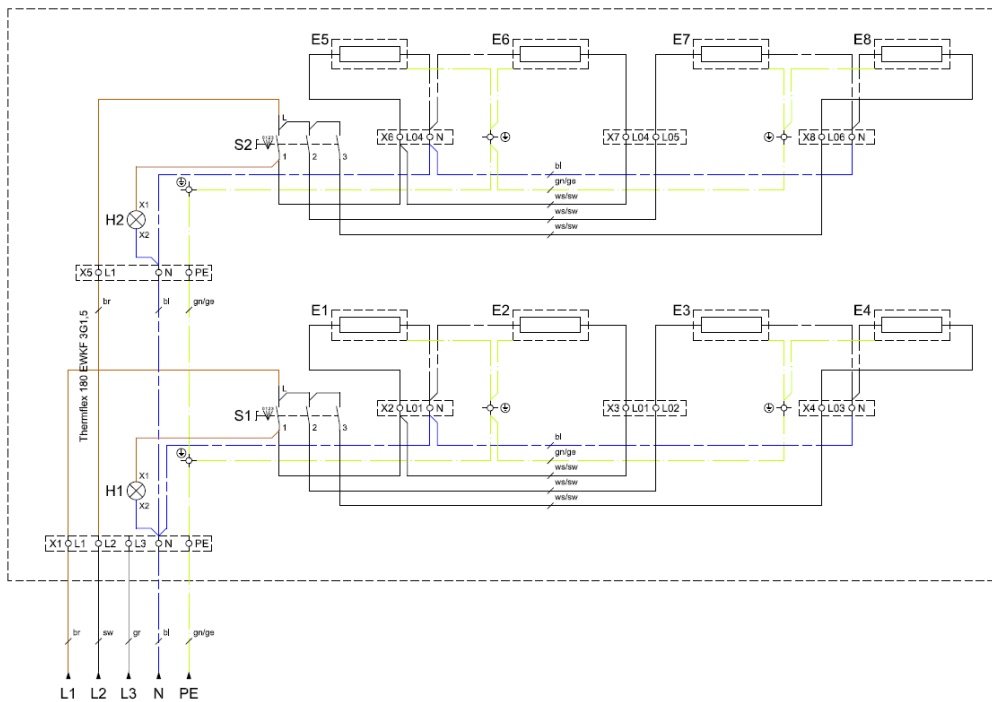 E5 E6 E7 E8
L
X6 L04 N X7 L04 L05 X8 L06 N
S2 0123
1 2 3
bl
gn/ge
ws/sw
ws/sw
ws/sw
X1
H2
X2
X5 L1 N PE
br bl gn/ge
Thermflex 180 EWKF 3G1,5
E1 E2 E3 E4
L
X2 L01 N X3 L01 L02 X4 L03 N
S1 0123
1 2 3
bl
gn/ge
ws/sw
ws/sw
ws/sw
X1
H1
X2
X1 L1 L2 L3 N PE
br sw gr bl gn/ge
L1 L2 L3 N PE